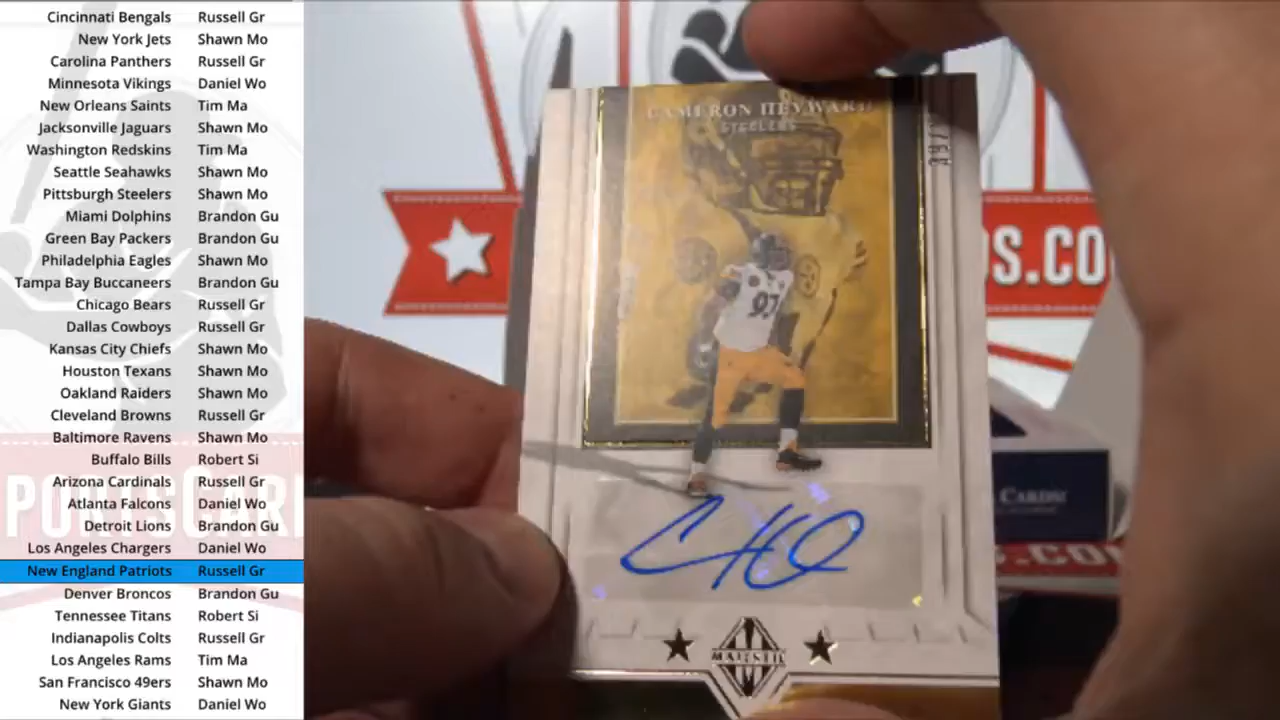 Cincinnati Bengals Russell Gr
New York Jets Shawn Mo
Carolina Panthers Russell Gr
Minnesota Vikings Daniel Wo
New Orleans Saints Tim Ma
Jacksonville Jaguars Shawn Mo
Washington Redskins Tim Ma
Seattle Seahawks Shawn Mo
Pittsburgh Steelers Shawn Mo
Miami Dolphins Brandon Gu
Green Bay Packers Brandon Gu
Philadelphia Eagles Shawn Mo
Tampa Bay Buccaneers Brandon Gu
Chicago Bears Russell Gr
Dallas Cowboys Russell Gr
Kansas City Chiefs Shawn Mo
Houston Texans Shawn Mo
Oakland Raiders Shawn Mo
Cleveland Browns Russell Gr
Baltimore Ravens Shawn Mo
Buffalo Bills Robert Si
Arizona Cardinals Russell Gr
Atlanta Falcons Daniel Wo
Detroit Lions Brandon Gu
Los Angeles Chargers Daniel Wo
New England Patriots Russell Gr
Denver Broncos Brandon Gu
Tennessee Titans Robert Si
Indianapolis Colts Russell Gr
Los Angeles Rams Tim Ma
San Francisco 49ers Shawn Mo
New York Giants Daniel Wo
CAMERON HEYWARD
STEELERS
97
MAJESTIC
DS.CO
CARDS
.CO
PORTSCAR